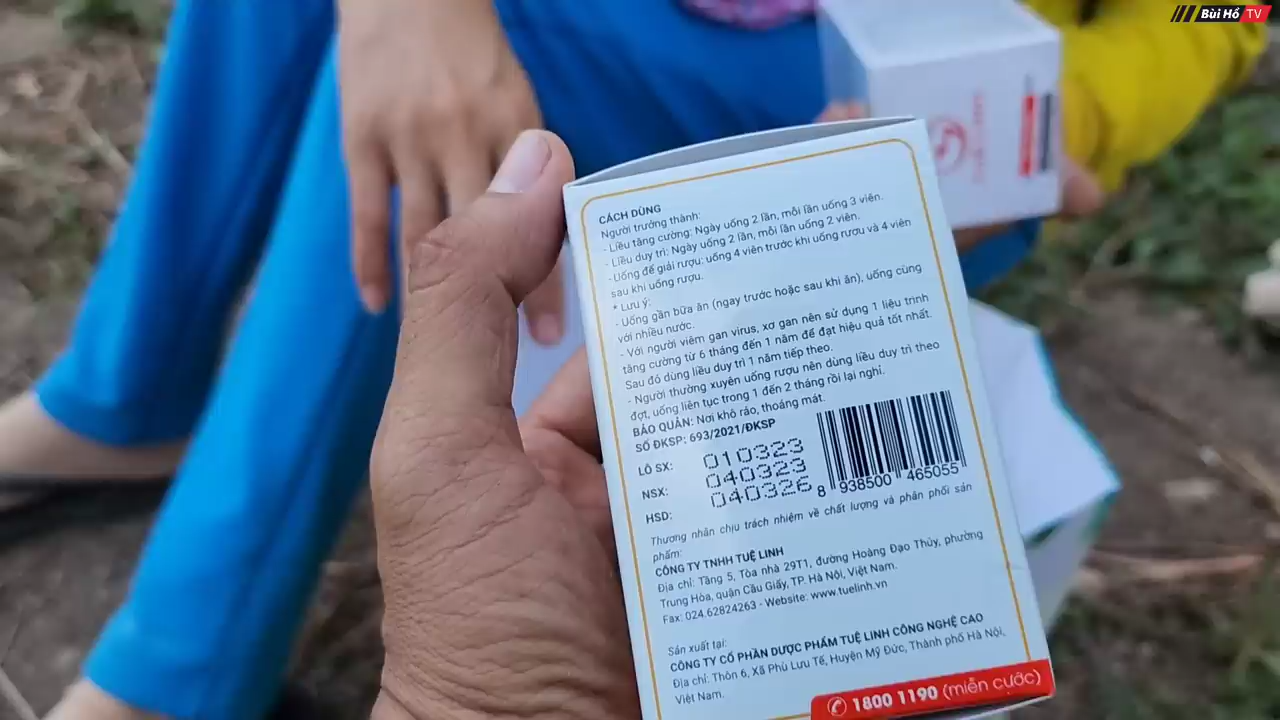 Bùi Hồ TV
CÁCH DÙNG
Người trưởng thành:
- Liều tăng cường: Ngày uống 2 lần, mỗi lần uống 3 viên.
- Liều duy trì: Ngày uống 2 lần, mỗi lần uống 2 viên.
- Uống để giải rượu: uống 4 viên trước khi uống rượu và 4 viên
sau khi uống rượu.
* Lưu ý:
- Uống gần bữa ăn (ngay trước hoặc sau khi ăn), uống cùng
với nhiều nước.
- Với người viêm gan virus, xơ gan nên sử dụng 1 liệu trình
tăng cường từ 6 tháng đến 1 năm để đạt hiệu quả tốt nhất.
Sau đó dùng liều duy trì 1 năm tiếp theo.
- Người thường xuyên uống rượu nên dùng liều duy trì theo
đợt, uống liên tục trong 1 đến 2 tháng rồi lại nghỉ.
BẢO QUẢN: Nơi khô ráo, thoáng mát.
SỐ ĐKSP: 693/2021/ĐKSP
LÔ SX: 010323
NSX: 040323
HSD: 040326
8 938500 465055
Thương nhân chịu trách nhiệm về chất lượng và phân phối sản
phẩm:
CÔNG TY TNHH TUỆ LINH
Địa chỉ: Tầng 5, Tòa nhà 29T1, đường Hoàng Đạo Thúy, phường
Trung Hòa, quận Cầu Giấy, TP. Hà Nội, Việt Nam.
Fax: 024.62824263 - Website: www.tuelinh.vn
Sản xuất tại:
CÔNG TY CỔ PHẦN DƯỢC PHẨM TUỆ LINH CÔNG NGHỆ CAO
Địa chỉ: Thôn 6, Xã Phù Lưu Tế, Huyện Mỹ Đức, Thành phố Hà Nội,
Việt Nam.
1800 1190 (miễn cước)